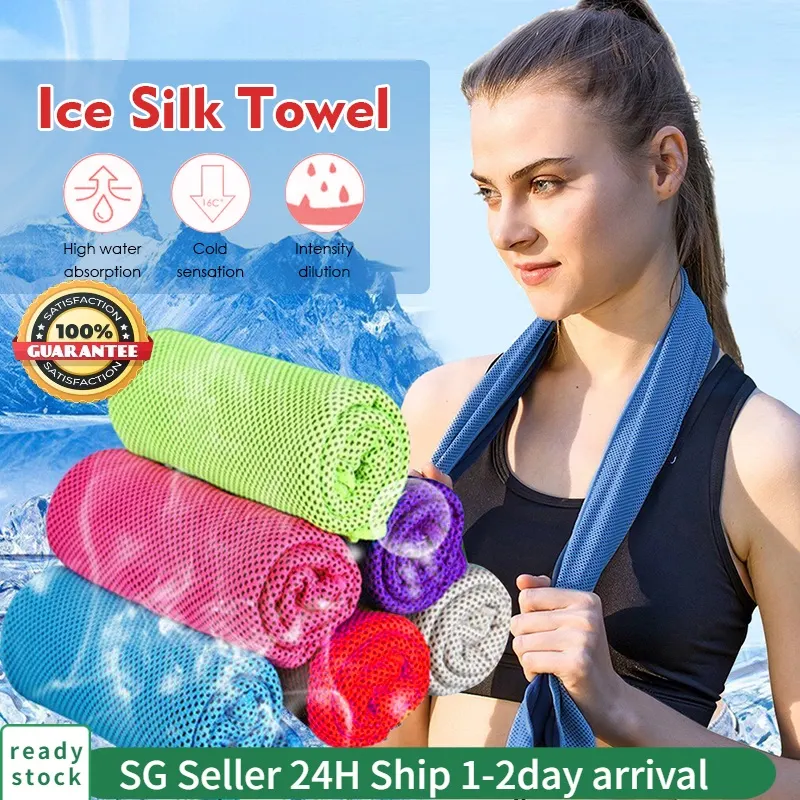 Ice Silk Towel
16C°
High water
absorption
Cold
sensation
Intensity
dilution
SATISFACTION
100%
GUARANTEE
SATISFACTION
ready
stock
SG Seller 24H Ship 1-2day arrival